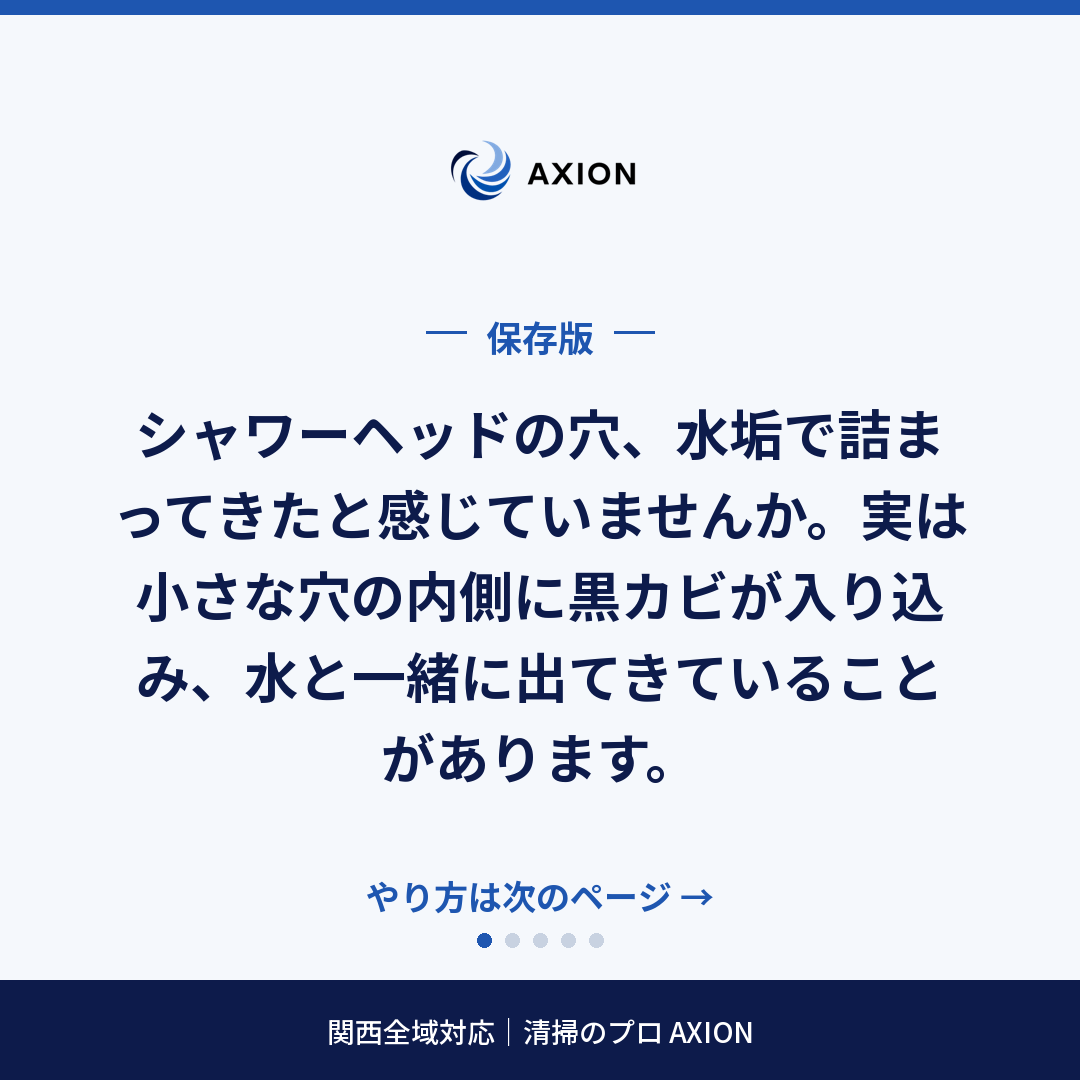 AXION
保存版
シャワーヘッドの穴、水垢で詰ま
ってきたと感じていませんか。実は
小さな穴の内側に黒カビが入り込
み、水と一緒に出てきていること
があります。
やり方は次のページ →
関西全域対応｜清掃のプロ AXION